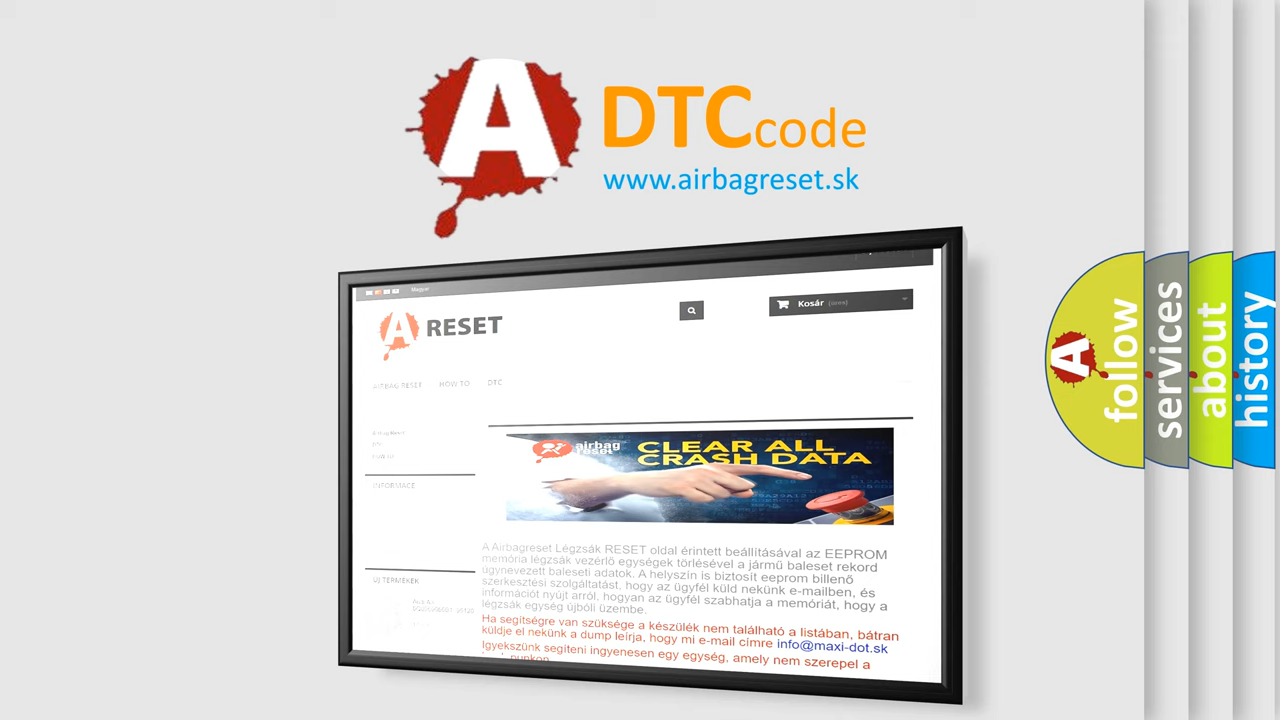 A DTCcode
www.airbagreset.sk
Magyar
A RESET
Kosár (üres)
AIRBAG RESET HOW TO DTC
Airbag Reset
INFORMACE
CLEAR ALL
CRASH DATA
airbag
reset
A Airbagreset Légzsák RESET oldal érintett beállításával az EEPROM
memória légzsák vezérlő egységek törlésével a jármű baleset rekord
úgynevezett baleseti adatok. A helyszín is biztosít eeprom billenő
szerkesztési szolgáltatást, hogy az ügyfél küld nekünk e-mailben, és
információt nyújt arról, hogyan az ügyfél szabhatja a memóriát, hogy a
légzsák egység újbóli üzembe.
ÚJ TERMÉKEK
Ha segítségre van szüksége a készülék nem található a listában, bátran
küldje el nekünk a dump leírja, hogy mi e-mail címre info@maxi-dot.sk
Igyekszünk segíteni ingyenesen egy egység, amely nem szerepel a
A follow
services
about
history